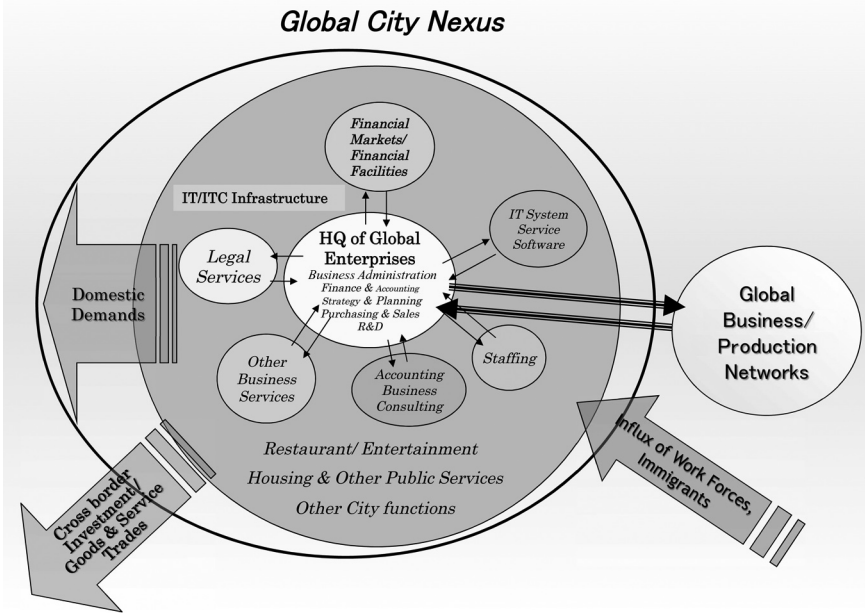 Global City Nexus
Financial
Markets/
Financial
Facilities
IT/ITC Infrastructure
IT System
Service
Software
HQ of Global
Enterprises
Business Administration
Finance & Accounting
Strategy & Planning
Purchasing & Sales
R&D
Legal
Services
Domestic
Demands
Global
Business/
Production
Networks
Other
Business
Services
Accounting
Business
Consulting
Staffing
Influx of Work Forces,
Immigrants
Restaurant/ Entertainment
Housing & Other Public Services
Other City functions
Cross border
Investment/
Goods & Service
Trades